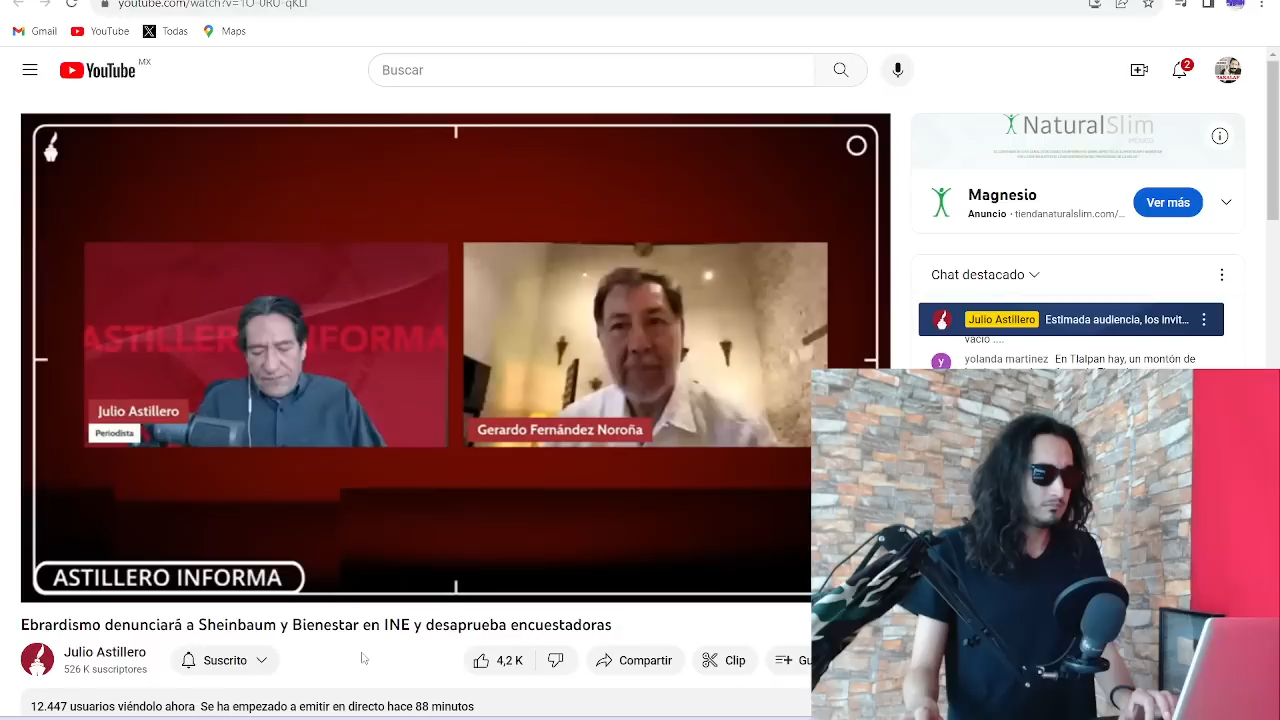 youtube.com/watch?v=
Gmail YouTube Todas Maps
YouTube MX
Buscar
2
NaturalSlim
MÉXICO
Magnesio
Anuncio · tiendanaturalslim.com/...
Ver más
Chat destacado
Julio Astillero Estimada audiencia, los invit...
vacío ....
yolanda martinez En Tlalpan hay, un montón de
ASTILLERO INFORMA
Julio Astillero
Periodista
Gerardo Fernández Noroña
ASTILLERO INFORMA
Ebrardismo denunciará a Sheinbaum y Bienestar en INE y desaprueba encuestadoras
Julio Astillero
526 K suscriptores
Suscrito
4,2 K
Compartir
Clip
Gu
12.447 usuarios viéndolo ahora Se ha empezado a emitir en directo hace 88 minutos